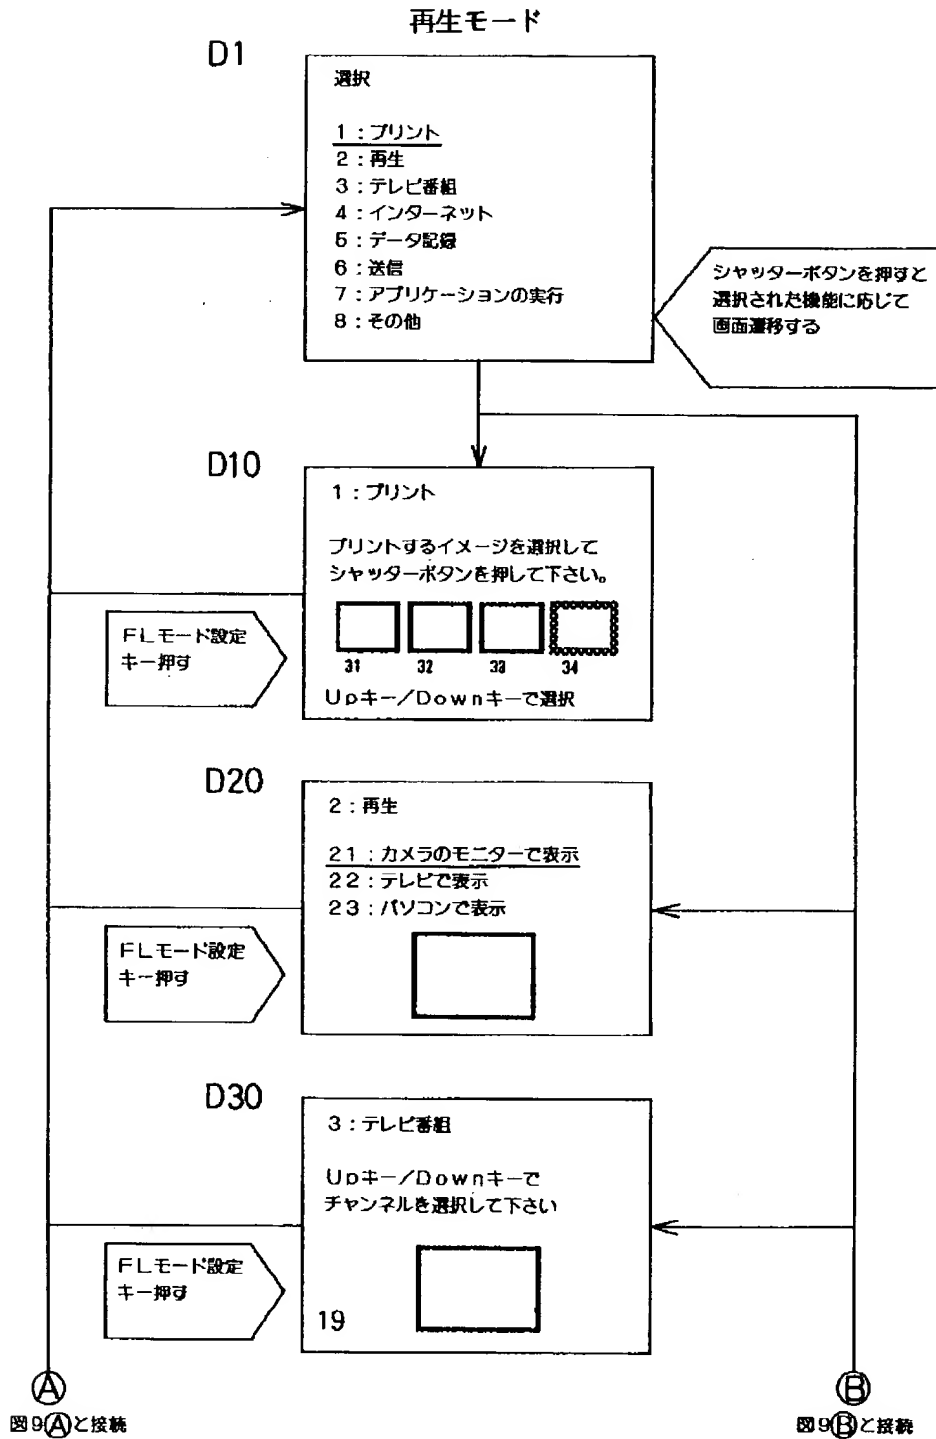 再生モード
D1
選択
1：プリント
2：再生
3：テレビ番組
4：インターネット
5：データ記録
6：送信
7：アプリケーションの実行
8：その他
シャッターボタンを押すと
選択された機能に応じて
画面遷移する
D10
1：プリント
プリントするイメージを選択して
シャッターボタンを押して下さい。
31 32 33 34
Upキー／Downキーで選択
FLモード設定
キー押す
D20
2：再生
21：カメラのモニターで表示
22：テレビで表示
23：パソコンで表示
FLモード設定
キー押す
D30
3：テレビ番組
Upキー／Downキーで
チャンネルを選択して下さい
19
FLモード設定
キー押す
Ⓐ
図9Ⓐと接続
Ⓑ
図9Ⓑと接続